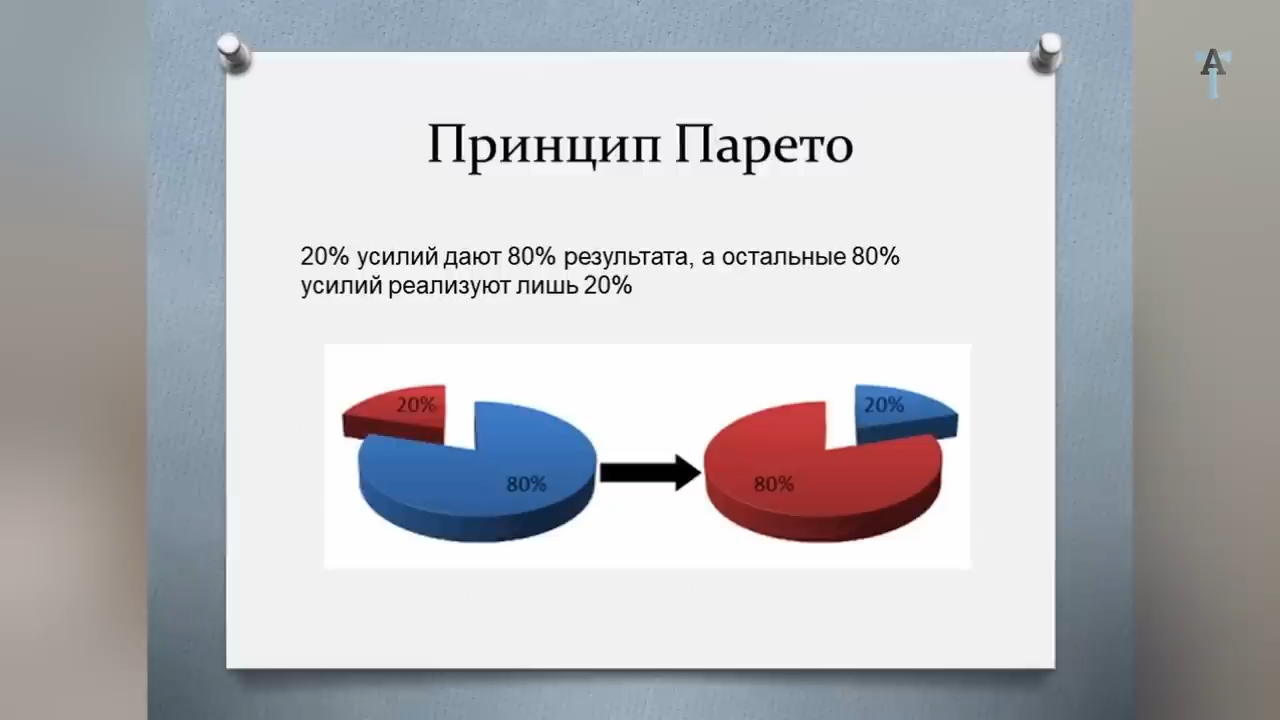 A
Принцип Парето
20% усилий дают 80% результата, а остальные 80%
усилий реализуют лишь 20%
20%
80%
80%
20%